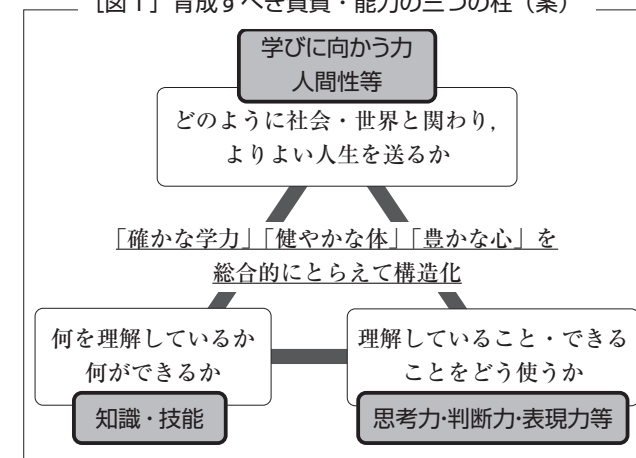 [図1] 育成すべき資質・能力の三つの柱（案）
学びに向かう力
人間性等
どのように社会・世界と関わり，
よりよい人生を送るか
「確かな学力」「健やかな体」「豊かな心」を
総合的にとらえて構造化
何を理解しているか
何ができるか
理解していること・できる
ことをどう使うか
知識・技能
思考力・判断力・表現力等